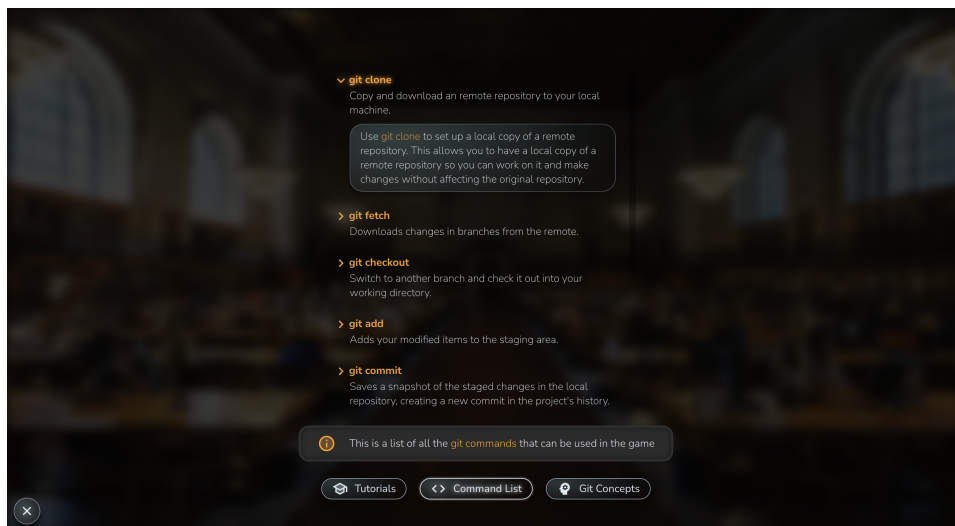 git clone
Copy and download an remote repository to your local
machine.
Use git clone to set up a local copy of a remote
repository. This allows you to have a local copy of a
remote repository so you can work on it and make
changes without affecting the original repository.
git fetch
Downloads changes in branches from the remote.
git checkout
Switch to another branch and check it out into your
working directory.
git add
Adds your modified items to the staging area.
git commit
Saves a snapshot of the staged changes in the local
repository, creating a new commit in the project's history.
This is a list of all the git commands that can be used in the game
Tutorials
Command List
Git Concepts